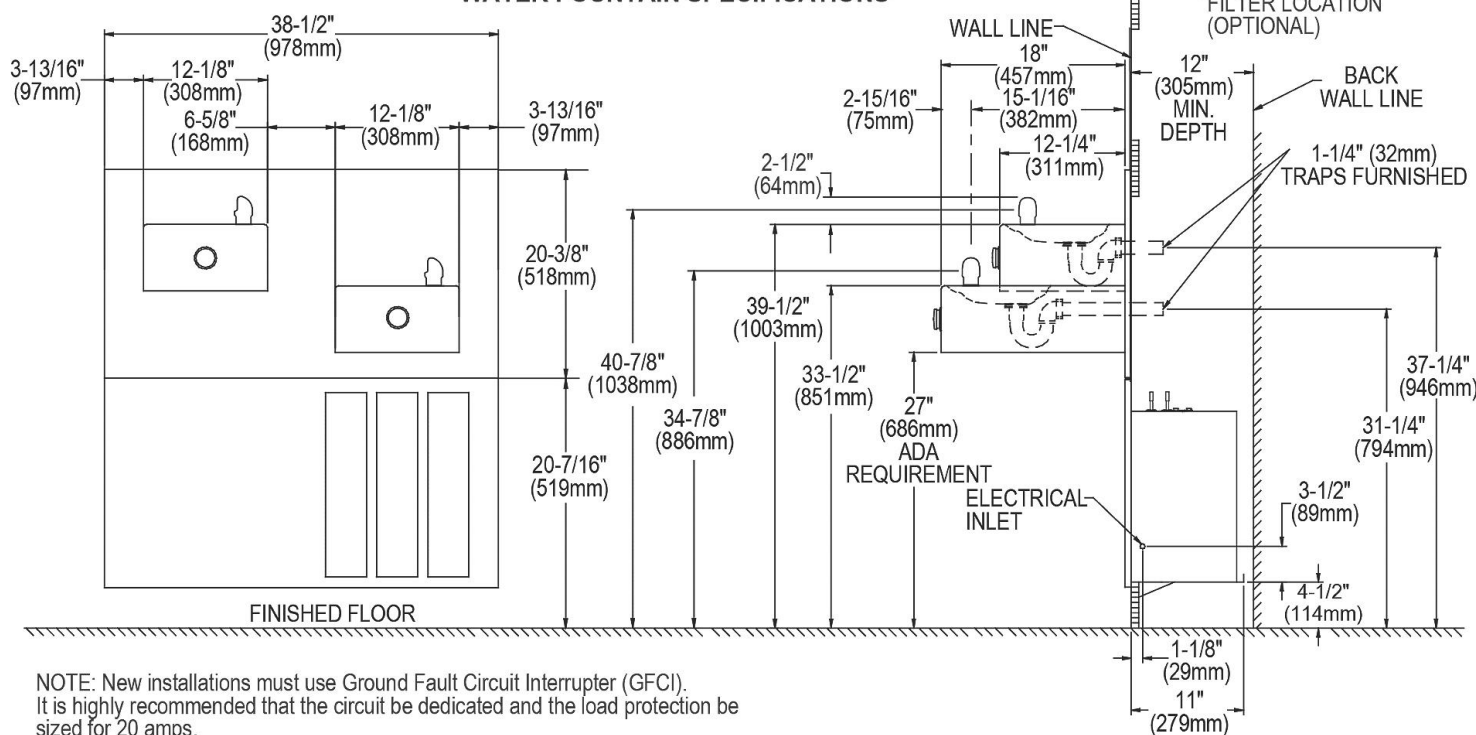 WATER FOUNTAIN SPECIFICATIONS
FILTER LOCATION
(OPTIONAL)
WALL LINE
38-1/2"
(978mm)
3-13/16"
(97mm)
12-1/8"
(308mm)
6-5/8"
(168mm)
12-1/8"
(308mm)
3-13/16"
(97mm)
18"
(457mm)
2-15/16"
(75mm)
15-1/16"
(382mm)
12-1/4"
(311mm)
2-1/2"
(64mm)
12"
(305mm)
MIN.
DEPTH
BACK
WALL LINE
1-1/4" (32mm)
TRAPS FURNISHED
20-3/8"
(518mm)
20-7/16"
(519mm)
40-7/8"
(1038mm)
34-7/8"
(886mm)
39-1/2"
(1003mm)
33-1/2"
(851mm)
27"
(686mm)
ADA
REQUIREMENT
ELECTRICAL
INLET
37-1/4"
(946mm)
31-1/4"
(794mm)
3-1/2"
(89mm)
4-1/2"
(114mm)
1-1/8"
(29mm)
11"
(279mm)
FINISHED FLOOR
NOTE: New installations must use Ground Fault Circuit Interrupter (GFCI).
It is highly recommended that the circuit be dedicated and the load protection be
sized for 20 amps.